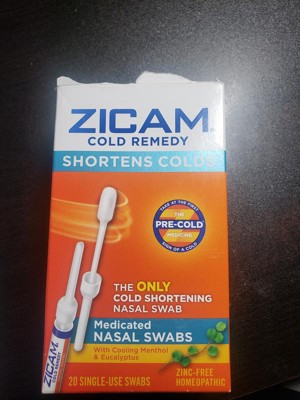 ZICAM
COLD REMEDY
SHORTENS COLDS
TAKE AT THE FIRST
THE
PRE-COLD
MEDICINE
SIGN OF A COLD
THE ONLY
COLD SHORTENING
NASAL SWAB
Medicated
NASAL SWABS
With Cooling Menthol
& Eucalyptus
ZICAM
20 SINGLE-USE SWABS
ZINC-FREE
HOMEOPATHIC